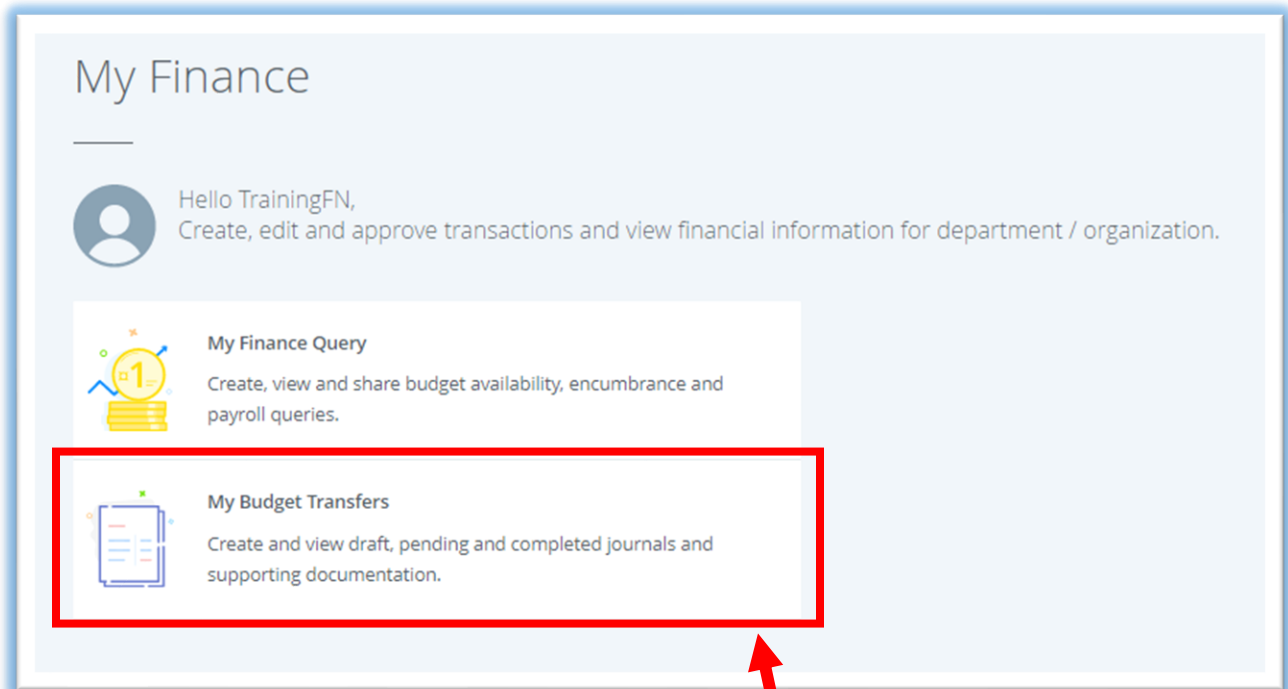 My Finance
Hello TrainingFN,
Create, edit and approve transactions and view financial information for department / organization.
1
My Finance Query
Create, view and share budget availability, encumbrance and
payroll queries.
My Budget Transfers
Create and view draft, pending and completed journals and
supporting documentation.